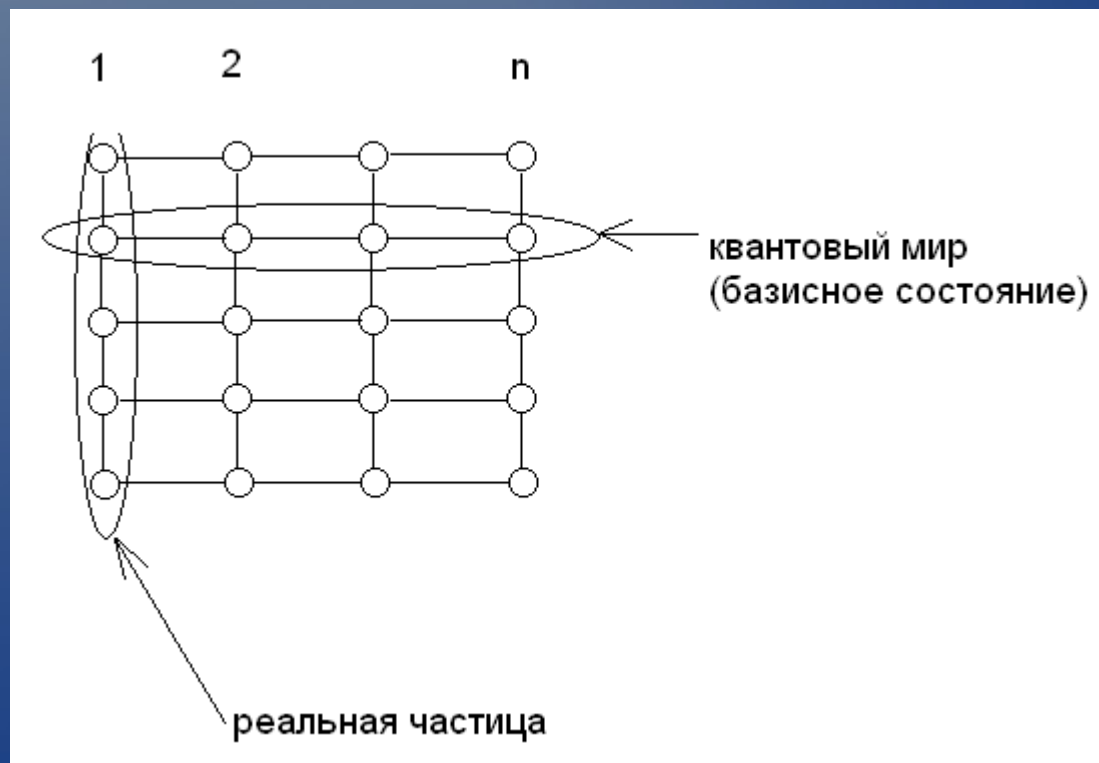 1 2 n
квантовый мир
(базисное состояние)
реальная частица